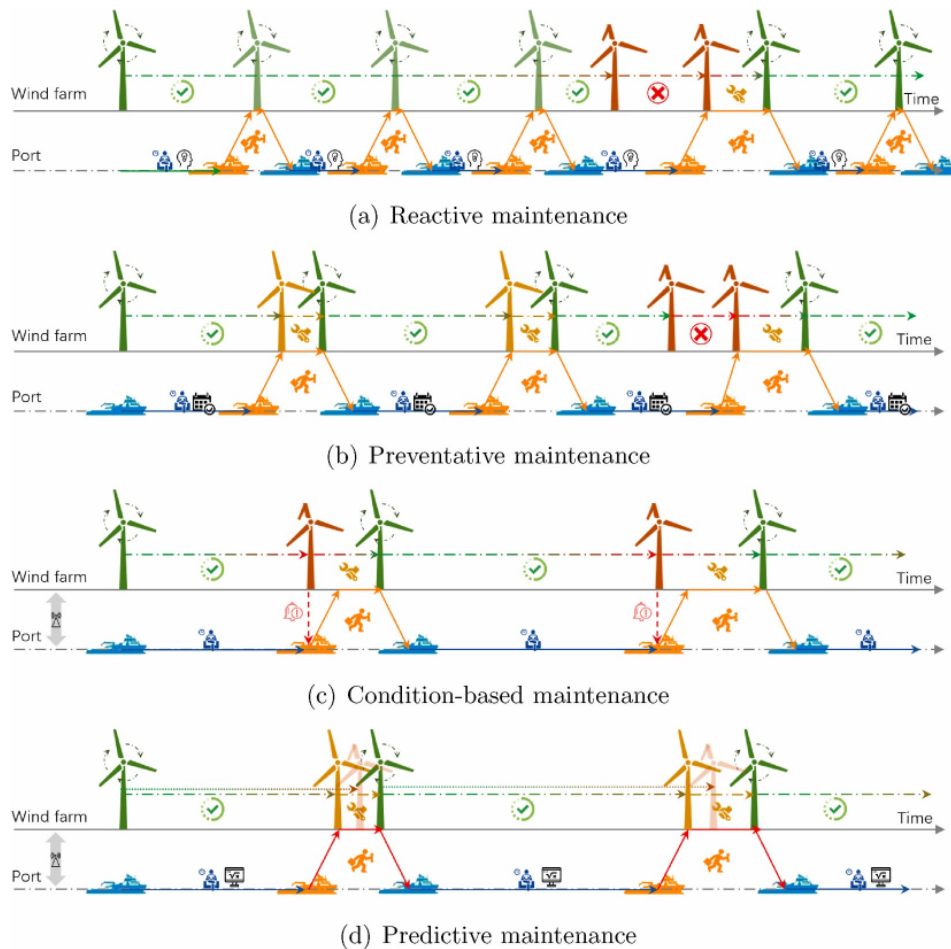 Wind farm
Time
Port
(a) Reactive maintenance
Wind farm
Time
Port
(b) Preventative maintenance
Wind farm
Time
Port
(c) Condition-based maintenance
Wind farm
Time
Port
(d) Predictive maintenance